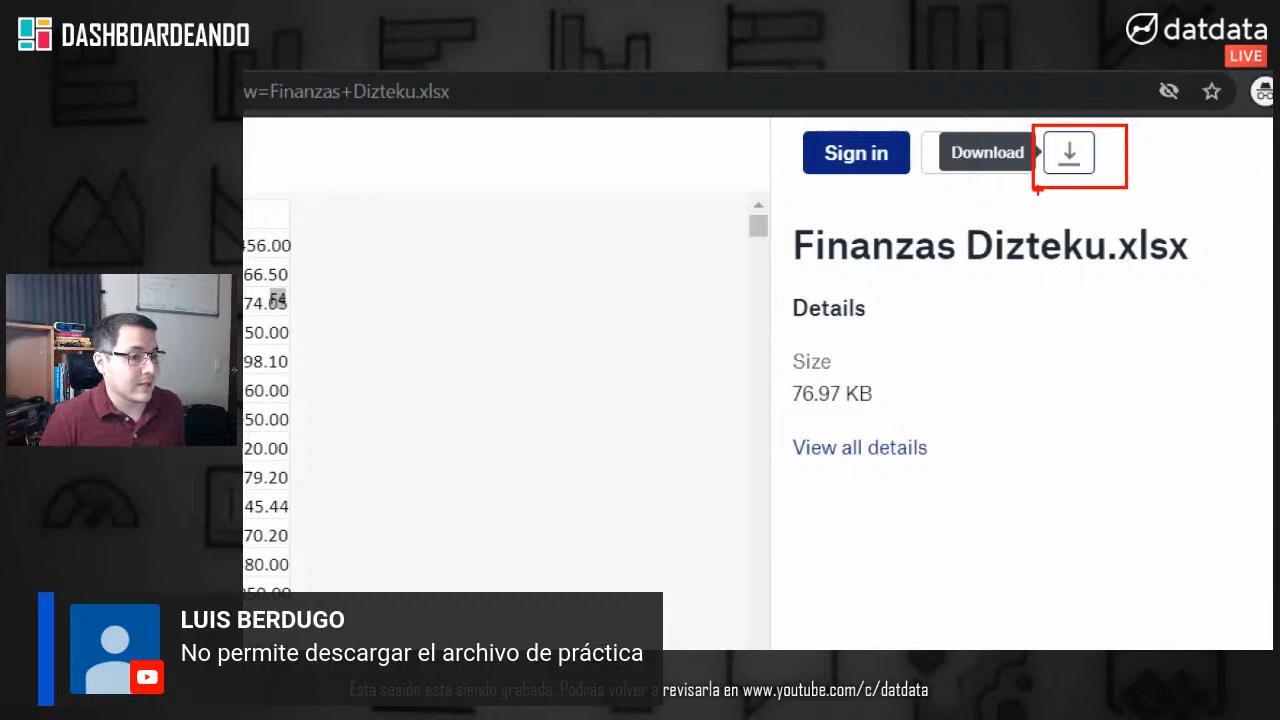 DASHBOARDEANDO
datdata
LIVE
w=Finanzas+Dizteku.xlsx
Sign in
Download
Finanzas Dizteku.xlsx
Details
Size
76.97 KB
View all details
456.00
66.50
74.05
F4
50.00
98.10
60.00
50.00
20.00
79.20
45.44
70.20
80.00
LUIS BERDUGO
No permite descargar el archivo de práctica
Esta sesión está siendo grabada. Podrás volver a revisarla en www.youtube.com/c/datdata